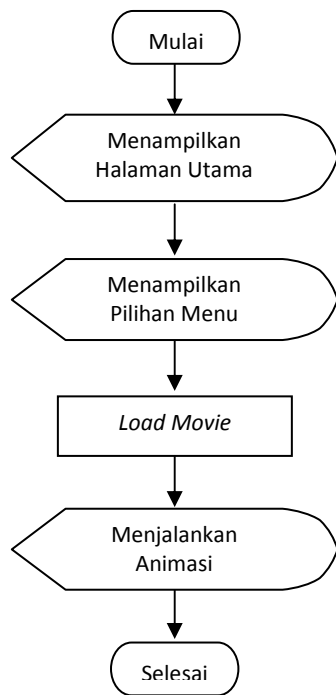 Mulai
Menampilkan
Halaman Utama
Menampilkan
Pilihan Menu
Load Movie
Menjalankan
Animasi
Selesai